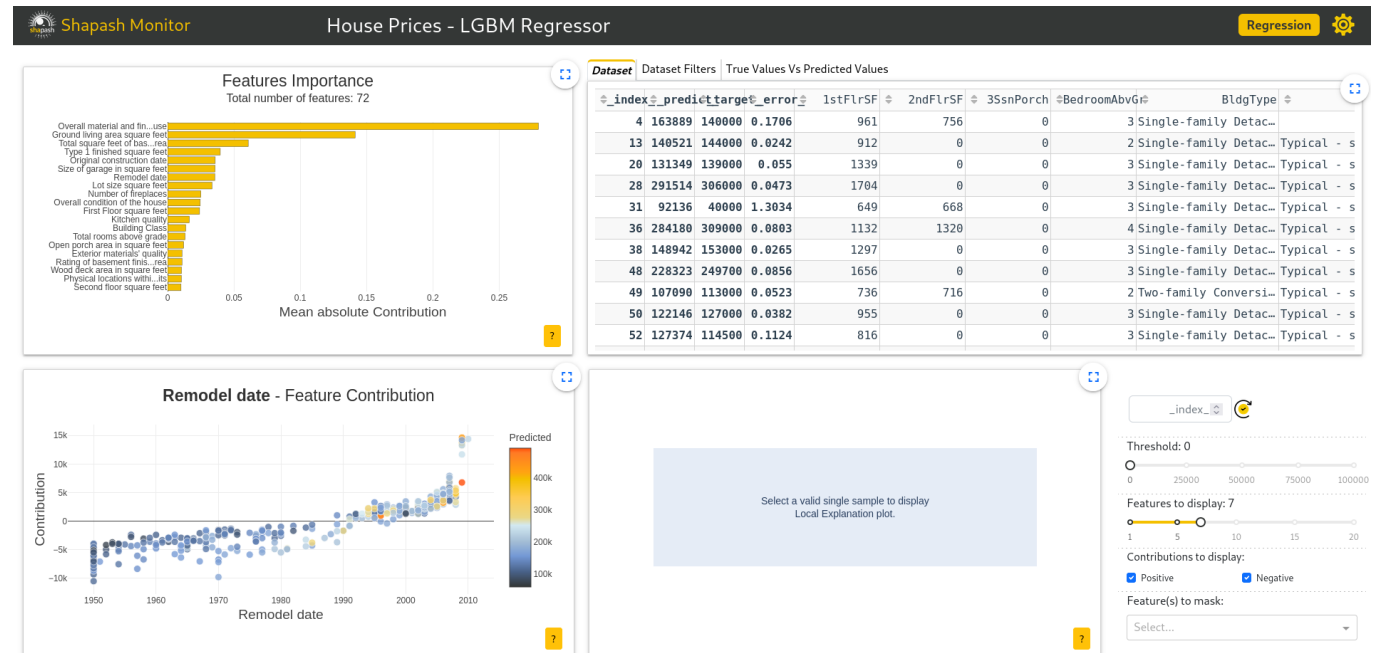 shapash
Shapash Monitor
House Prices - LGBM Regressor
Regression
Features Importance
Total number of features: 72
Overall material and fin...use
Ground living area square feet
Total square feet of bas...rea
Type 1 finished square feet
Original construction date
Size of garage in square feet
Remodel date
Lot size square feet
Number of fireplaces
Overall condition of the house
First Floor square feet
Kitchen quality
Building Class
Total rooms above grade
Open porch area in square feet
Exterior materials' quality
Rating of basement finis...rea
Wood deck area in square feet
Physical locations withi...its
Second floor square feet
0 0.05 0.1 0.15 0.2 0.25
Mean absolute Contribution
?
Dataset Dataset Filters True Values Vs Predicted Values
_index_ _predict_ _target_ _error_ 1stFlrSF 2ndFlrSF 3SsnPorch BedroomAbvGr BldgType
4 163889 140000 0.1706 961 756 0 3 Single-family Detac…
13 140521 144000 0.0242 912 0 0 2 Single-family Detac… Typical - s
20 131349 139000 0.055 1339 0 0 3 Single-family Detac… Typical - s
28 291514 306000 0.0473 1704 0 0 3 Single-family Detac… Typical - s
31 92136 40000 1.3034 649 668 0 3 Single-family Detac… Typical - s
36 284180 309000 0.0803 1132 1320 0 4 Single-family Detac… Typical - s
38 148942 153000 0.0265 1297 0 0 3 Single-family Detac… Typical - s
48 228323 249700 0.0856 1656 0 0 3 Single-family Detac… Typical - s
49 107090 113000 0.0523 736 716 0 2 Two-family Conversi… Typical - s
50 122146 127000 0.0382 955 0 0 3 Single-family Detac… Typical - s
52 127374 114500 0.1124 816 0 0 3 Single-family Detac… Typical - s
Remodel date - Feature Contribution
Contribution
15k
10k
5k
0
−5k
−10k
1950 1960 1970 1980 1990 2000 2010
Remodel date
Predicted
400k
300k
200k
100k
?
Select a valid single sample to display
Local Explanation plot.
?
_index_
Threshold: 0
0 25000 50000 75000 100000
Features to display: 7
1 5 10 15 20
Contributions to display:
Positive Negative
Feature(s) to mask:
Select...